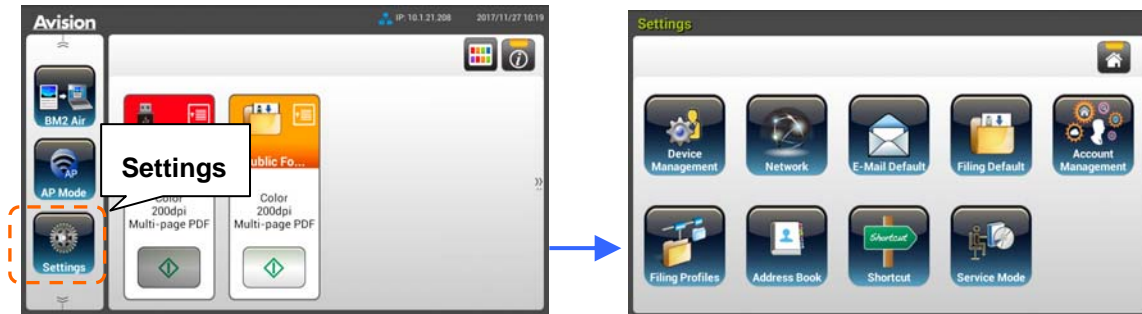 Avision
IP: 10.1.21.208 2017/11/27 10:19
BM2 Air
AP Mode
Settings
Settings
ublic Fo...
Color
200dpi
Multi-page PDF
Color
200dpi
Multi-page PDF
Settings
Device
Management
Network
E-Mail Default
Filing Default
Account
Management
Filing Profiles
Address Book
Shortcut
Shortcut
Service Mode